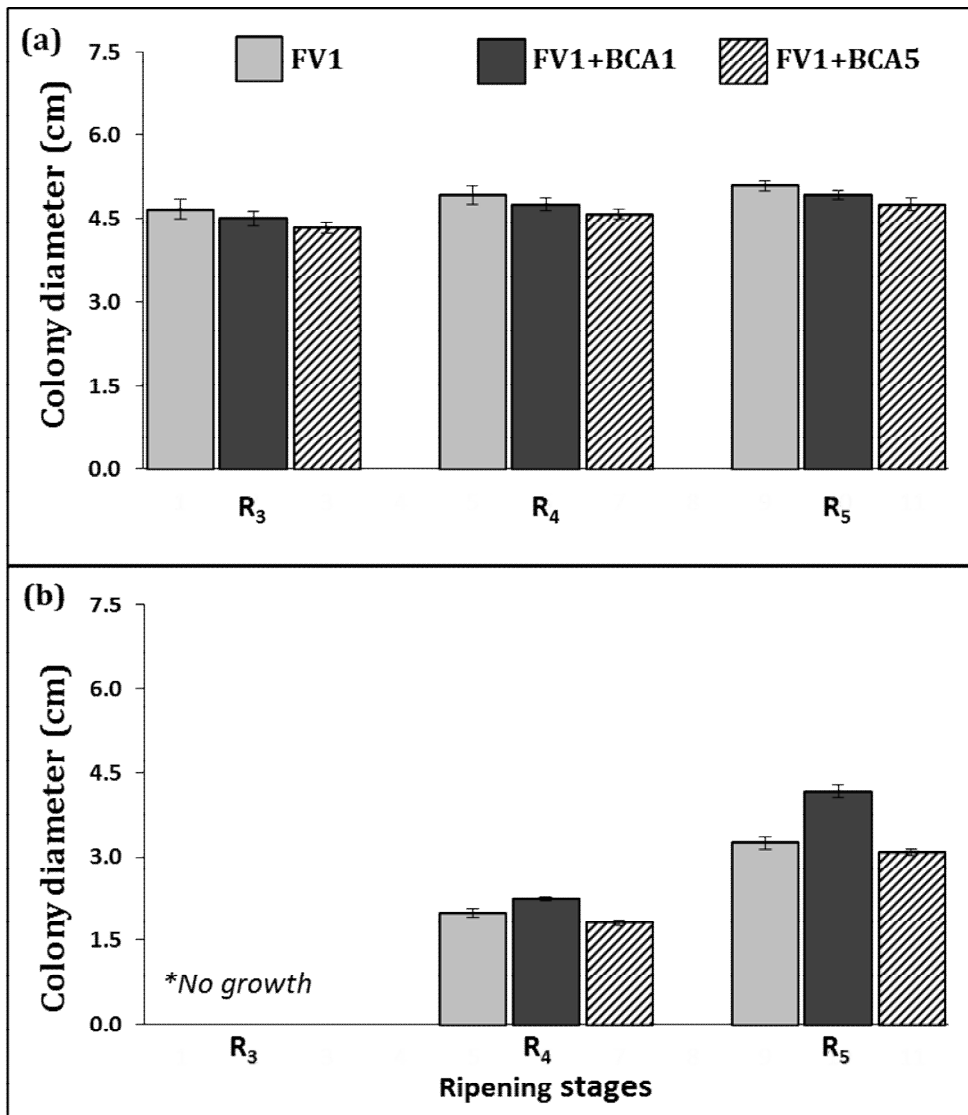 (a)
FV1 FV1+BCA1 FV1+BCA5
Colony diameter (cm)
7.5
6.0
4.5
3.0
1.5
0.0
R₃ R₄ R₅
(b)
Colony diameter (cm)
7.5
6.0
4.5
3.0
1.5
0.0
*No growth
R₃ R₄ R₅
Ripening stages